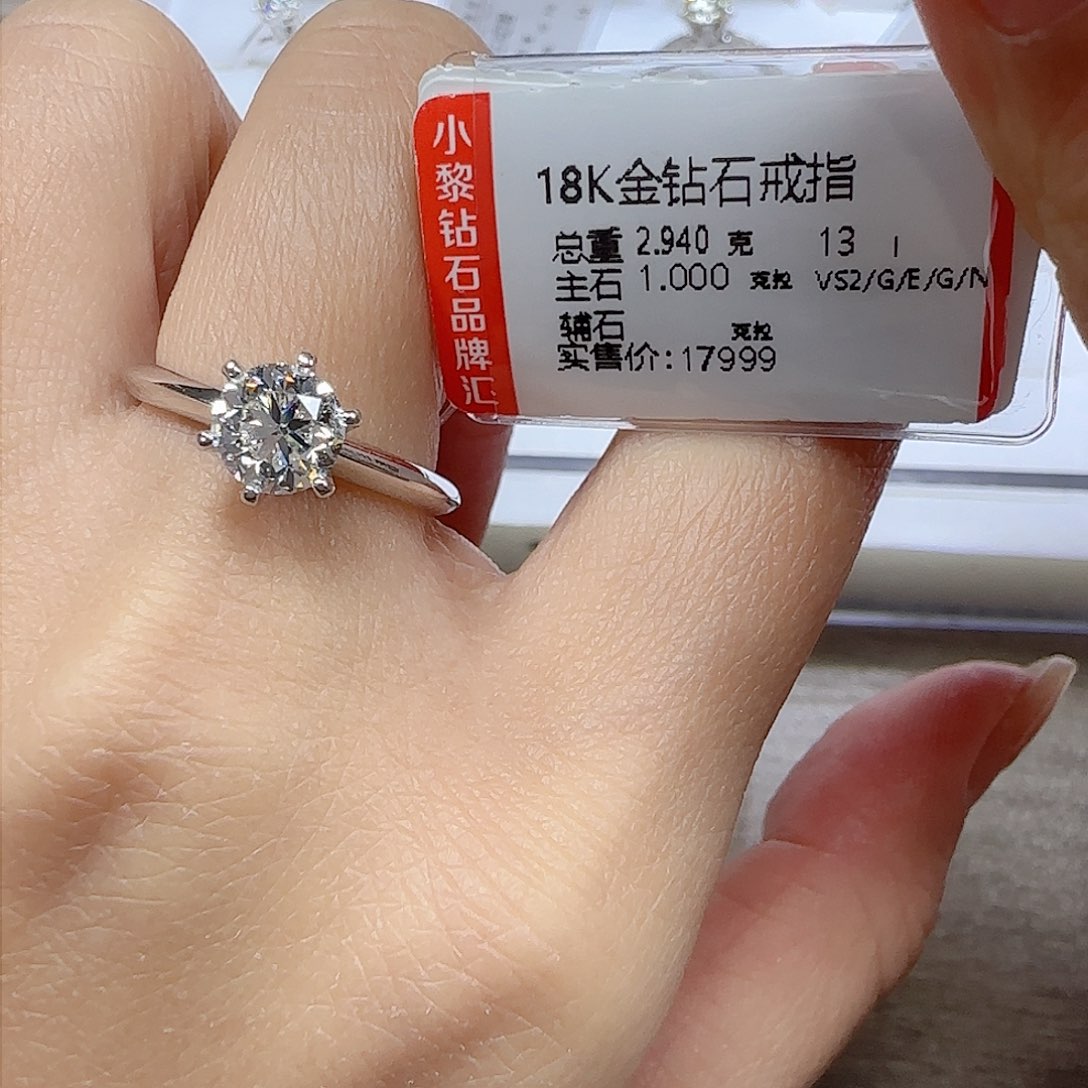 小黎钻石品牌汇
18K金钻石戒指
总重 2.940 克 13 I
主石 1.000 克拉 VS2/G/E/G/N
辅石 克拉
实售价:17999